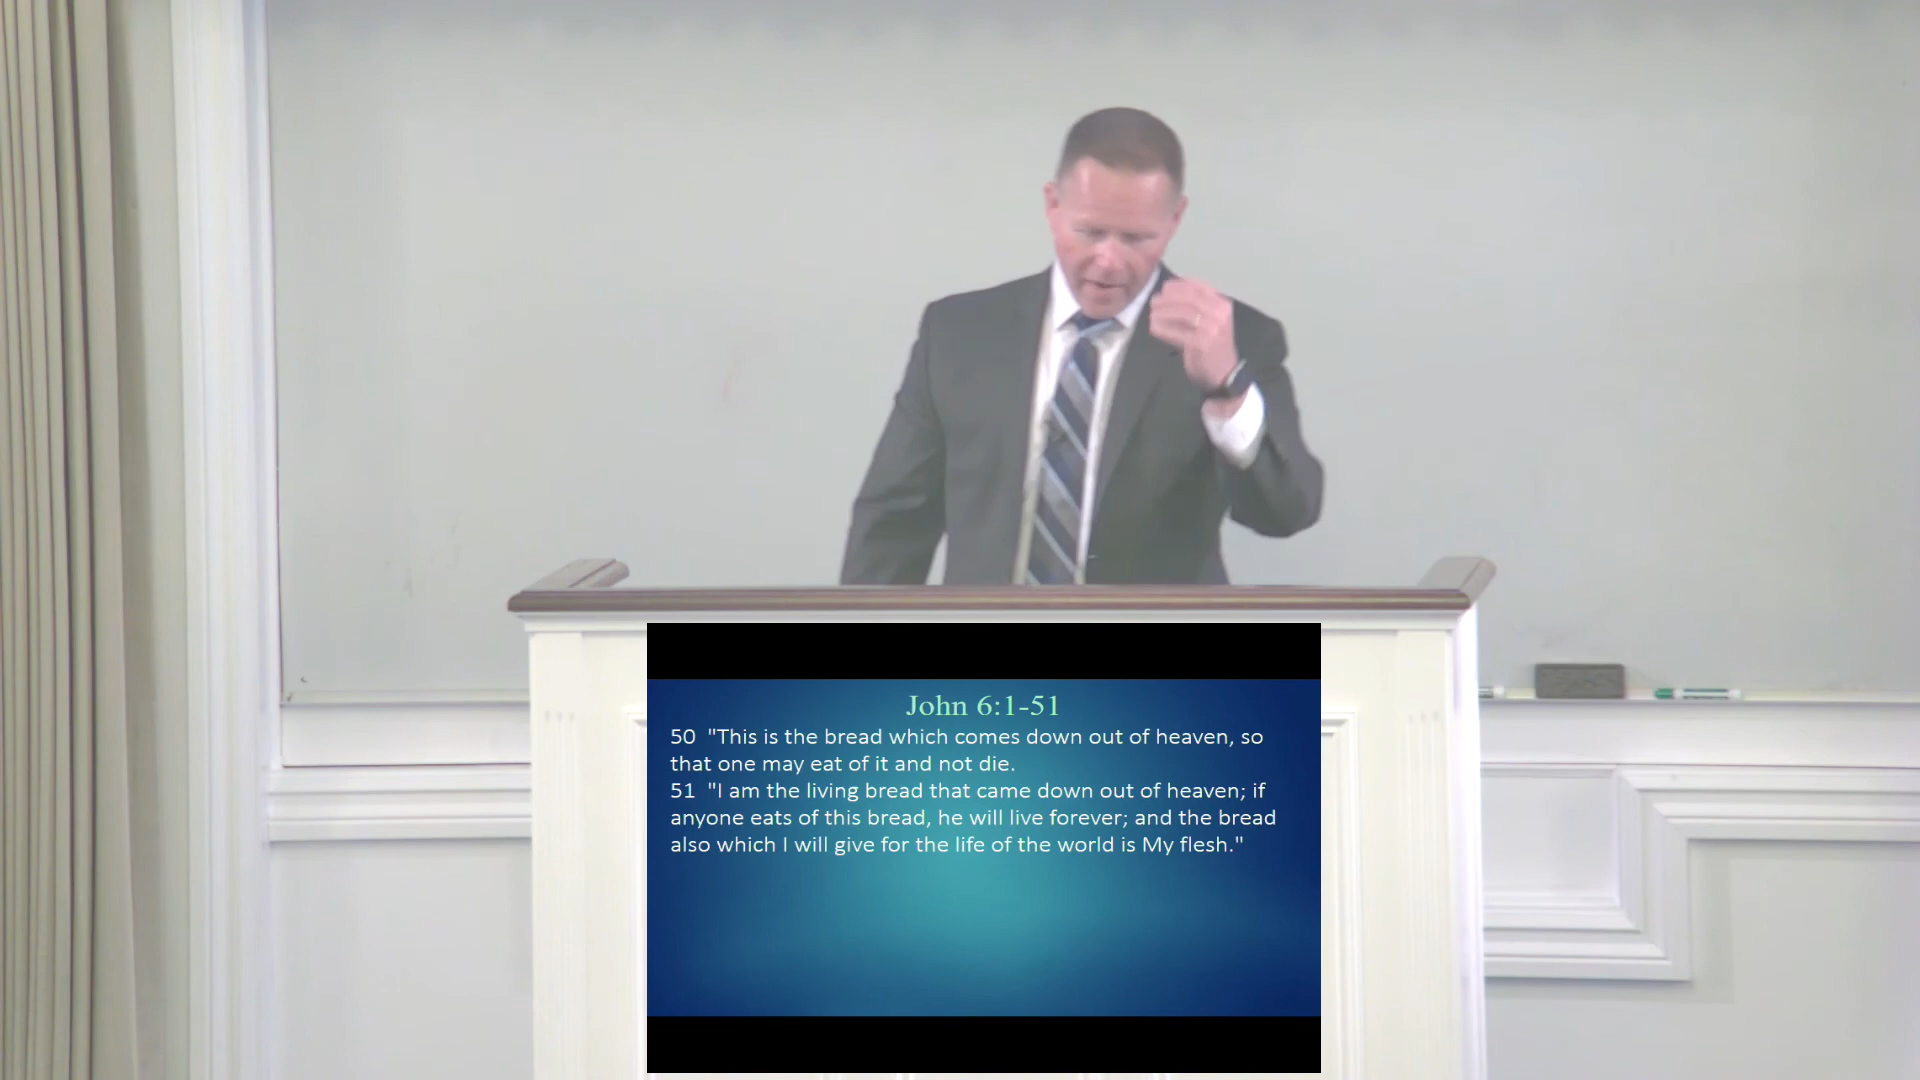 John 6:1-51
50 "This is the bread which comes down out of heaven, so
that one may eat of it and not die.
51 "I am the living bread that came down out of heaven; if
anyone eats of this bread, he will live forever; and the bread
also which I will give for the life of the world is My flesh."